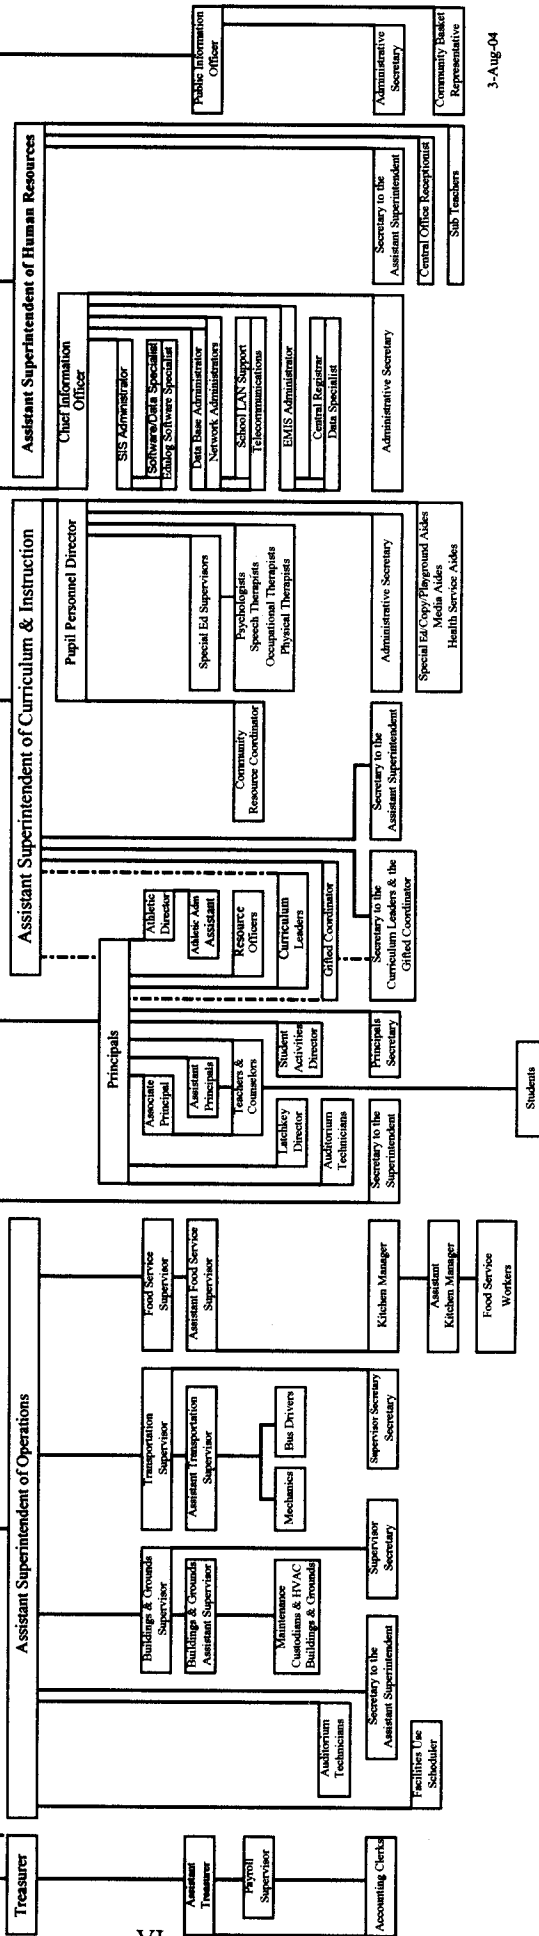 Treasurer
Assistant
Treasurer
Payroll
Supervisor
Accounting Clerks
VI
Assistant Superintendent of Operations
Facilities Use
Scheduler
Auditorium
Technicians
Secretary to the
Assistant Superintendent
Buildings & Grounds
Supervisor
Buildings & Grounds
Assistant Supervisor
Maintenance
Custodians & HVAC
Buildings & Grounds
Supervisor
Secretary
Transportation
Supervisor
Assistant Transportation
Supervisor
Mechanics
Bus Drivers
Supervisor Secretary
Secretary
Food Service
Supervisor
Assistant Food Service
Supervisor
Kitchen Manager
Assistant
Kitchen Manager
Food Service
Workers
Secretary to the
Superintendent
Principals
Auditorium
Technicians
Latchkey
Director
Associate
Principal
Assistant
Principals
Teachers &
Counselors
Students
Student
Activities
Director
Principals
Secretary
Athletic
Director
Athletic Adm
Assistant
Resource
Officers
Curriculum
Leaders
Gifted Coordinator
Assistant Superintendent of Curriculum & Instruction
Secretary to the
Curriculum Leaders & the
Gifted Coordinator
Secretary to the
Assistant Superintendent
Pupil Personnel Director
Community
Resource Coordinator
Special Ed Supervisors
Psychologists
Speech Therapists
Occupational Therapists
Physical Therapists
Administrative Secretary
Special Ed/Copy/Playground Aides
Media Aides
Health Service Aides
Assistant Superintendent of Human Resources
Chief Information
Officer
SIS Administrator
Software/Data Specialist
Edulog Software Specialist
Data Base Administrator
Network Administrators
School LAN Support
Telecommunications
EMIS Administrator
Central Registrar
Data Specialist
Administrative Secretary
Secretary to the
Assistant Superintendent
Central Office Receptionist
Sub Teachers
Public Information
Officer
Administrative
Secretary
Community Basket
Representative
3-Aug-04